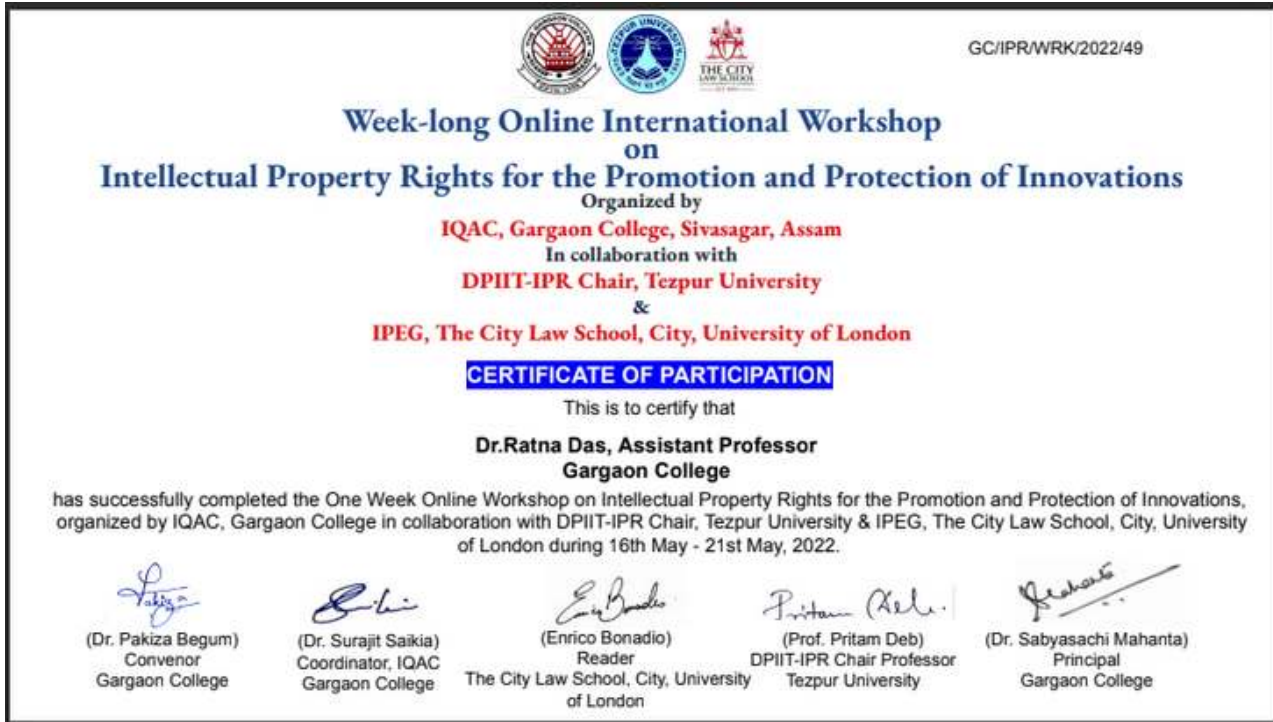 GC/IPR/WRK/2022/49
THE CITY
LAW SCHOOL
Week-long Online International Workshop
on
Intellectual Property Rights for the Promotion and Protection of Innovations
Organized by
IQAC, Gargaon College, Sivasagar, Assam
In collaboration with
DPIIT-IPR Chair, Tezpur University
&
IPEG, The City Law School, City, University of London
CERTIFICATE OF PARTICIPATION
This is to certify that
Dr.Ratna Das, Assistant Professor
Gargaon College
has successfully completed the One Week Online Workshop on Intellectual Property Rights for the Promotion and Protection of Innovations,
organized by IQAC, Gargaon College in collaboration with DPIIT-IPR Chair, Tezpur University & IPEG, The City Law School, City, University
of London during 16th May - 21st May, 2022.
(Dr. Pakiza Begum)
Convenor
Gargaon College
(Dr. Surajit Saikia)
Coordinator, IQAC
Gargaon College
(Enrico Bonadio)
Reader
The City Law School, City, University
of London
(Prof. Pritam Deb)
DPIIT-IPR Chair Professor
Tezpur University
(Dr. Sabyasachi Mahanta)
Principal
Gargaon College